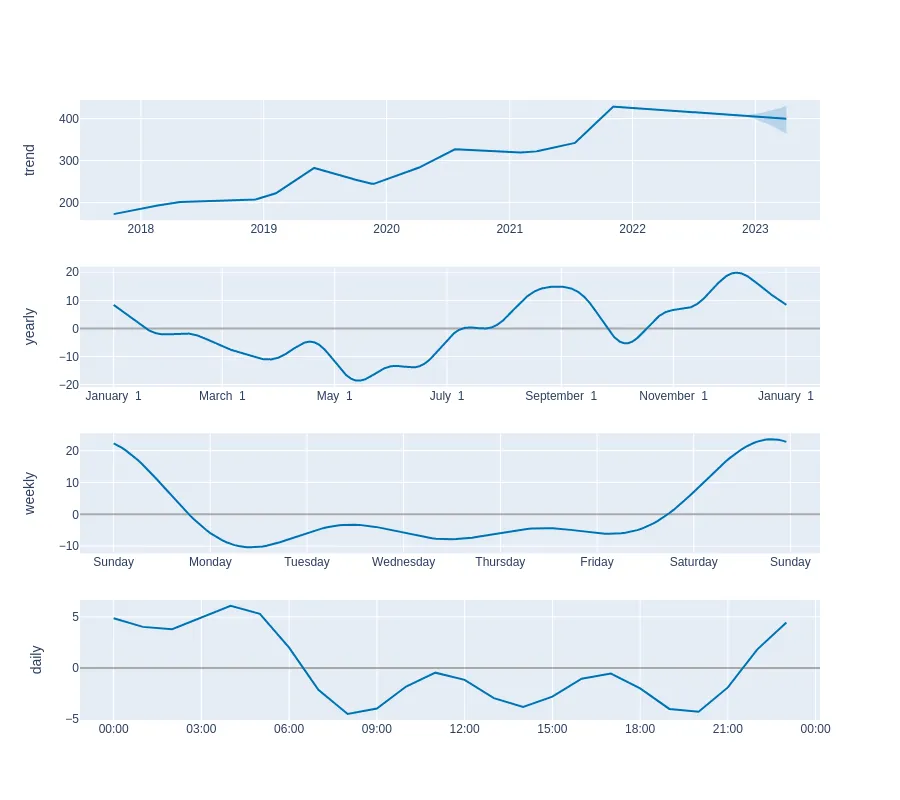 trend
400
300
200
2018 2019 2020 2021 2022 2023
yearly
20
10
0
−10
−20
January 1 March 1 May 1 July 1 September 1 November 1 January 1
weekly
20
10
0
−10
Sunday Monday Tuesday Wednesday Thursday Friday Saturday Sunday
daily
5
0
−5
00:00 03:00 06:00 09:00 12:00 15:00 18:00 21:00 00:00